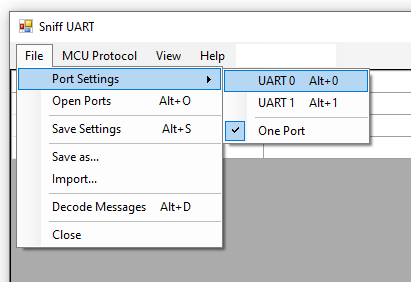 Sniff UART
File MCU Protocol View Help
Port Settings
UART 0 Alt+0
Open Ports Alt+O
UART 1 Alt+1
Save Settings Alt+S
One Port
Save as...
Import...
Decode Messages Alt+D
Close